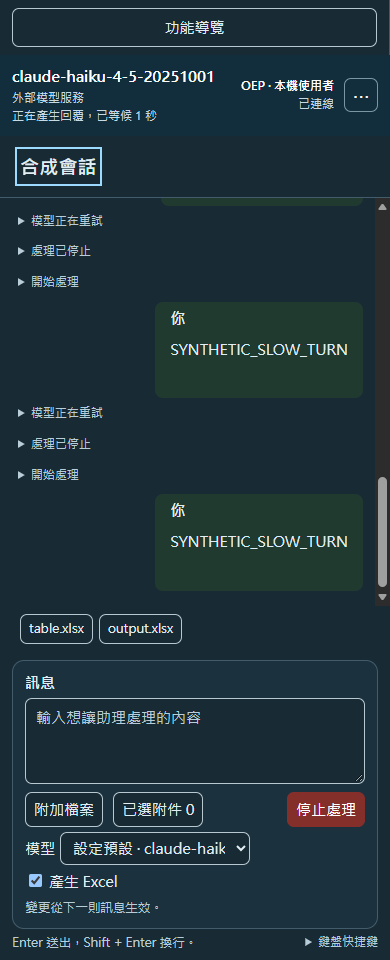 功能導覽
claude-haiku-4-5-20251001
外部模型服務
正在產生回覆，已等候 1 秒
OEP · 本機使用者
已連線
...
合成會話
▶ 模型正在重試
▶ 處理已停止
▶ 開始處理
你
SYNTHETIC_SLOW_TURN
▶ 模型正在重試
▶ 處理已停止
▶ 開始處理
你
SYNTHETIC_SLOW_TURN
table.xlsx output.xlsx
訊息
輸入想讓助理處理的內容
附加檔案 已選附件 0 停止處理
模型 設定預設 · claude-haik
產生 Excel
變更從下一則訊息生效。
Enter 送出，Shift + Enter 換行。 ▶ 鍵盤快捷鍵